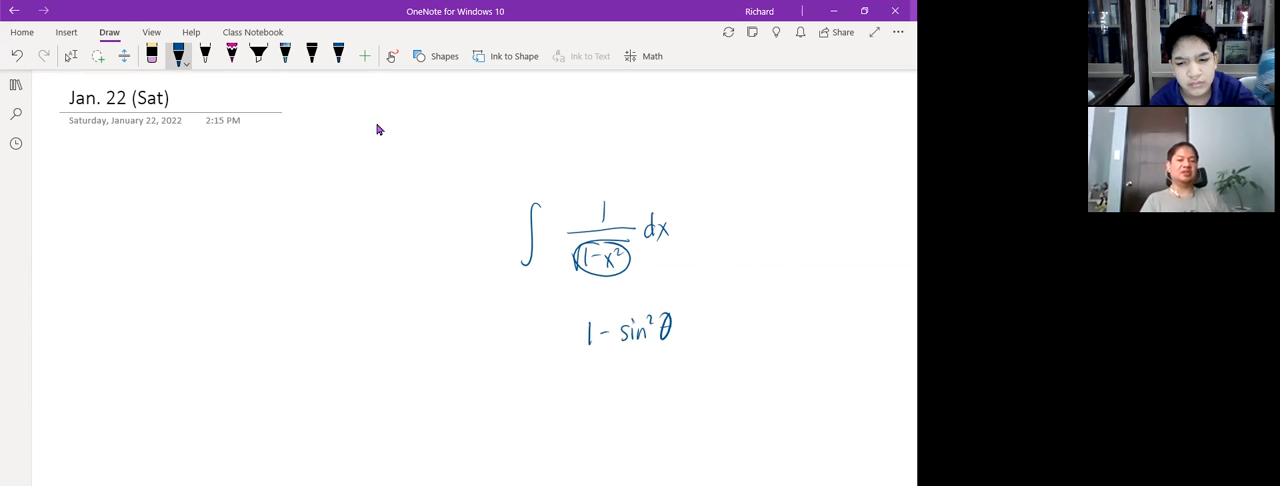 OneNote for Windows 10
Richard
Home Insert Draw View Help Class Notebook
Share
Shapes Ink to Shape Ink to Text Math
Jan. 22 (Sat)
Saturday, January 22, 2022 2:15 PM
∫ 1/√(1-x²) dx
1 - sin²θ